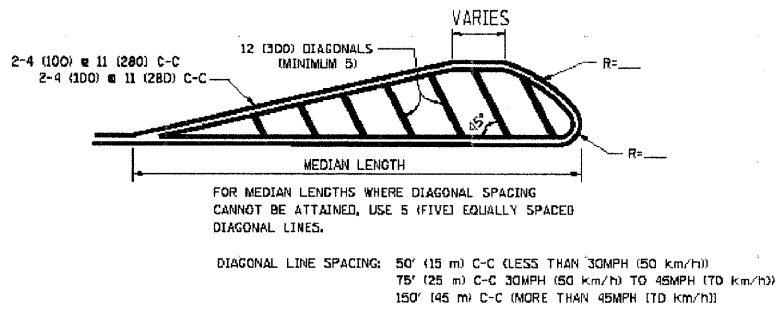 VARIES
12 (300) DIAGONALS
(MINIMUM 5)
2-4 (100) @ 11 (280) C-C
2-4 (100) @ 11 (280) C-C
R=__
45°
R=__
MEDIAN LENGTH
FOR MEDIAN LENGTHS WHERE DIAGONAL SPACING
CANNOT BE ATTAINED, USE 5 (FIVE) EQUALLY SPACED
DIAGONAL LINES.
DIAGONAL LINE SPACING: 50' (15 m) C-C (LESS THAN 30MPH (50 km/h))
75' (25 m) C-C 30MPH (50 km/h) TO 45MPH (70 km/h))
150' (45 m) C-C (MORE THAN 45MPH (70 km/h))